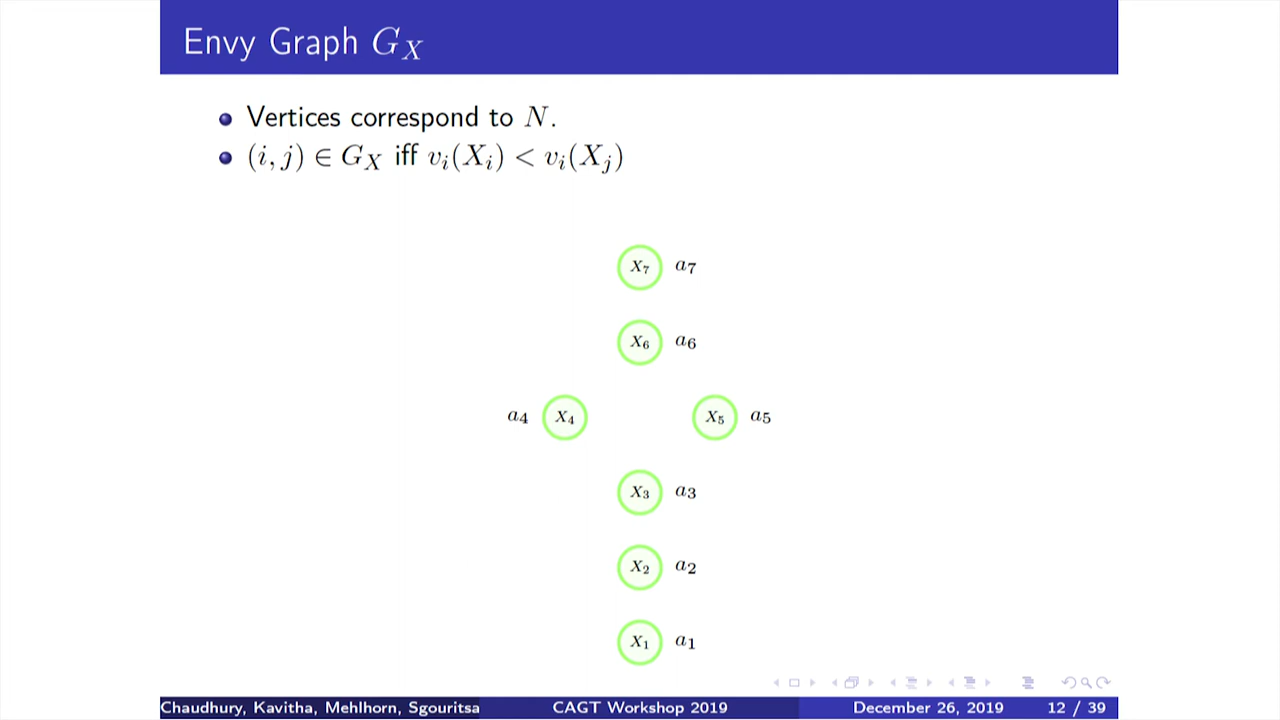 Envy Graph G_X
Vertices correspond to N.
(i, j) ∈ G_X iff v_i(X_i) < v_i(X_j)
X_7 a_7
X_6 a_6
a_4 X_4 X_5 a_5
X_3 a_3
X_2 a_2
X_1 a_1
Chaudhury, Kavitha, Mehlhorn, Sgouritsa CAGT Workshop 2019 December 26, 2019 12 / 39